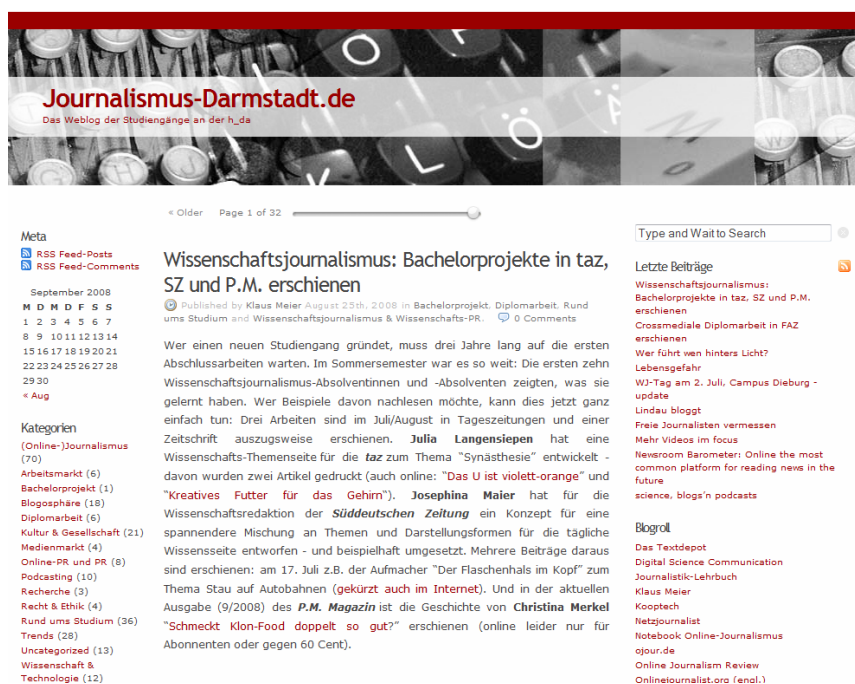 Journalismus-Darmstadt.de
Das Weblog der Studiengänge an der h_da
« Older Page 1 of 32
Meta
RSS Feed-Posts
RSS Feed-Comments
September 2008
M D M D F S S
1 2 3 4 5 6 7
8 9 10 11 12 13 14
15 16 17 18 19 20 21
22 23 24 25 26 27 28
29 30
« Aug
Kategorien
(Online-)Journalismus
(70)
Arbeitsmarkt (6)
Bachelorprojekt (1)
Blogosphäre (18)
Diplomarbeit (6)
Kultur & Gesellschaft (21)
Medienmarkt (4)
Online-PR und PR (8)
Podcasting (10)
Recherche (3)
Recht & Ethik (4)
Rund ums Studium (36)
Trends (28)
Uncategorized (13)
Wissenschaft &
Technologie (12)
Wissenschaftsjournalismus: Bachelorprojekte in taz,
SZ und P.M. erschienen
Published by Klaus Meier August 25th, 2008 in Bachelorprojekt, Diplomarbeit, Rund
ums Studium and Wissenschaftsjournalismus & Wissenschafts-PR. 0 Comments
Wer einen neuen Studiengang gründet, muss drei Jahre lang auf die ersten
Abschlussarbeiten warten. Im Sommersemester war es so weit: Die ersten zehn
Wissenschaftsjournalismus-Absolventinnen und -Absolventen zeigten, was sie
gelernt haben. Wer Beispiele davon nachlesen möchte, kann dies jetzt ganz
einfach tun: Drei Arbeiten sind im Juli/August in Tageszeitungen und einer
Zeitschrift auszugsweise erschienen. Julia Langensiepen hat eine
Wissenschafts-Themenseite für die taz zum Thema “Synästhesie” entwickelt -
davon wurden zwei Artikel gedruckt (auch online: “Das U ist violett-orange” und
“Kreatives Futter für das Gehirn”). Josephina Maier hat für die
Wissenschaftsredaktion der Süddeutschen Zeitung ein Konzept für eine
spannendere Mischung an Themen und Darstellungsformen für die tägliche
Wissensseite entworfen - und beispielhaft umgesetzt. Mehrere Beiträge daraus
sind erschienen: am 17. Juli z.B. der Aufmacher “Der Flaschenhals im Kopf” zum
Thema Stau auf Autobahnen (gekürzt auch im Internet). Und in der aktuellen
Ausgabe (9/2008) des P.M. Magazin ist die Geschichte von Christina Merkel
“Schmeckt Klon-Food doppelt so gut?” erschienen (online leider nur für
Abonnenten oder gegen 60 Cent).
Type and Wait to Search
Letzte Beiträge
Wissenschaftsjournalismus:
Bachelorprojekte in taz, SZ und P.M.
erschienen
Crossmediale Diplomarbeit in FAZ
erschienen
Wer führt wen hinters Licht?
Lebensgefahr
WJ-Tag am 2. Juli, Campus Dieburg -
update
Lindau bloggt
Freie Journalisten vermessen
Mehr Videos im focus
Newsroom Barometer: Online the most
common platform for reading news in the
future
science, blogs’n podcasts
Blogroll
Das Textdepot
Digital Science Communication
Journalistik-Lehrbuch
Klaus Meier
Kooptech
Netzjournalist
Notebook Online-Journalismus
ojour.de
Online Journalism Review
Onlinejournalist.org (engl.)